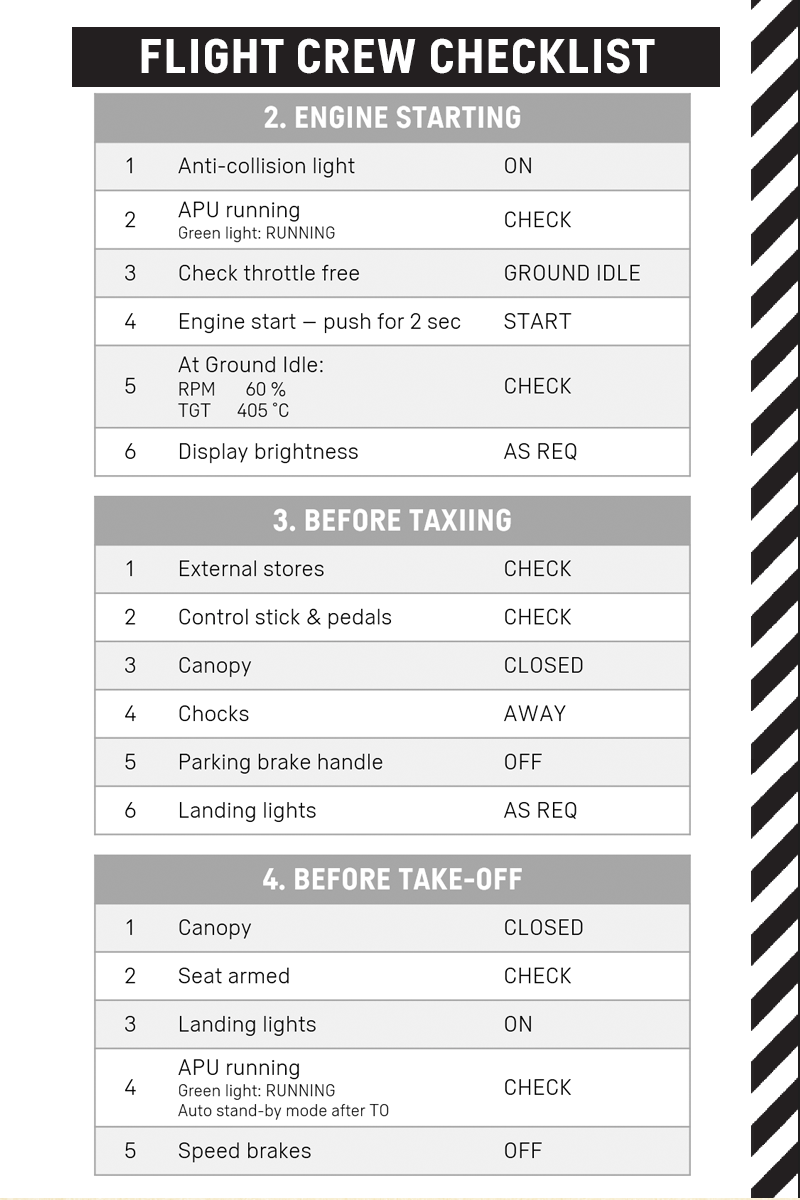 FLIGHT CREW CHECKLIST
2. ENGINE STARTING
1 Anti-collision light ON
2 APU running CHECK
Green light: RUNNING
3 Check throttle free GROUND IDLE
4 Engine start – push for 2 sec START
5 At Ground Idle: CHECK
RPM 60 %
TGT 405 °C
6 Display brightness AS REQ
3. BEFORE TAXIING
1 External stores CHECK
2 Control stick & pedals CHECK
3 Canopy CLOSED
4 Chocks AWAY
5 Parking brake handle OFF
6 Landing lights AS REQ
4. BEFORE TAKE-OFF
1 Canopy CLOSED
2 Seat armed CHECK
3 Landing lights ON
4 APU running CHECK
Green light: RUNNING
Auto stand-by mode after TO
5 Speed brakes OFF